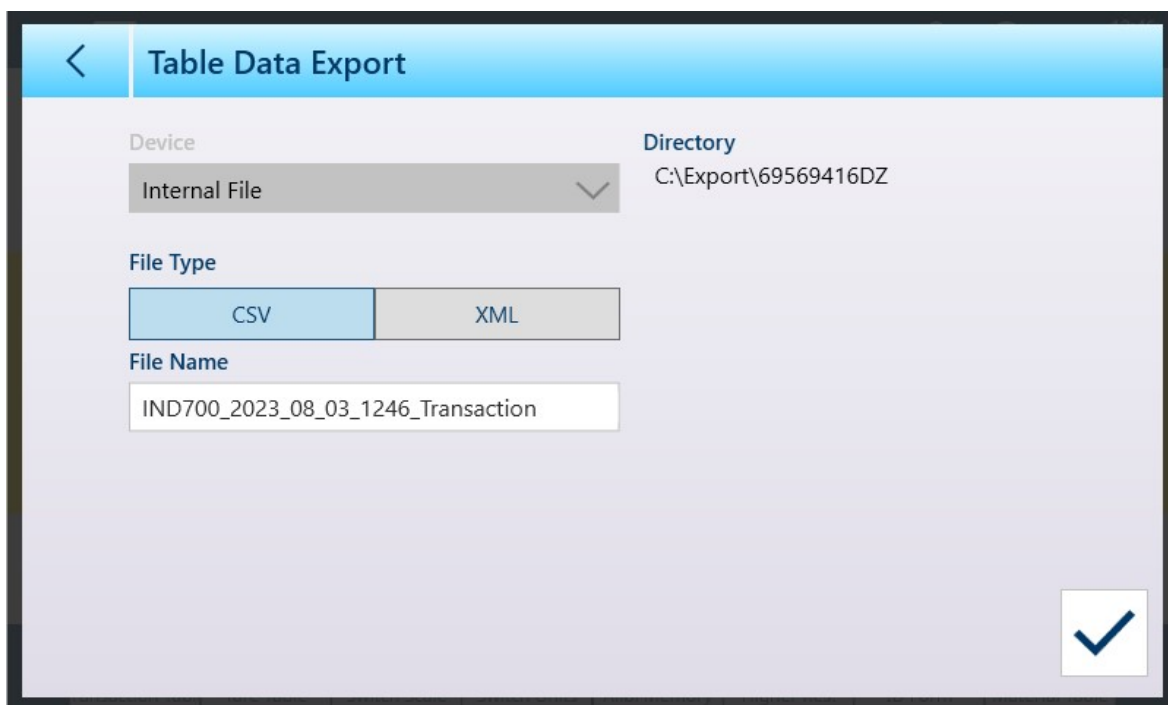 Table Data Export
Device
Internal File
Directory
C:\Export\69569416DZ
File Type
CSV
XML
File Name
IND700_2023_08_03_1246_Transaction